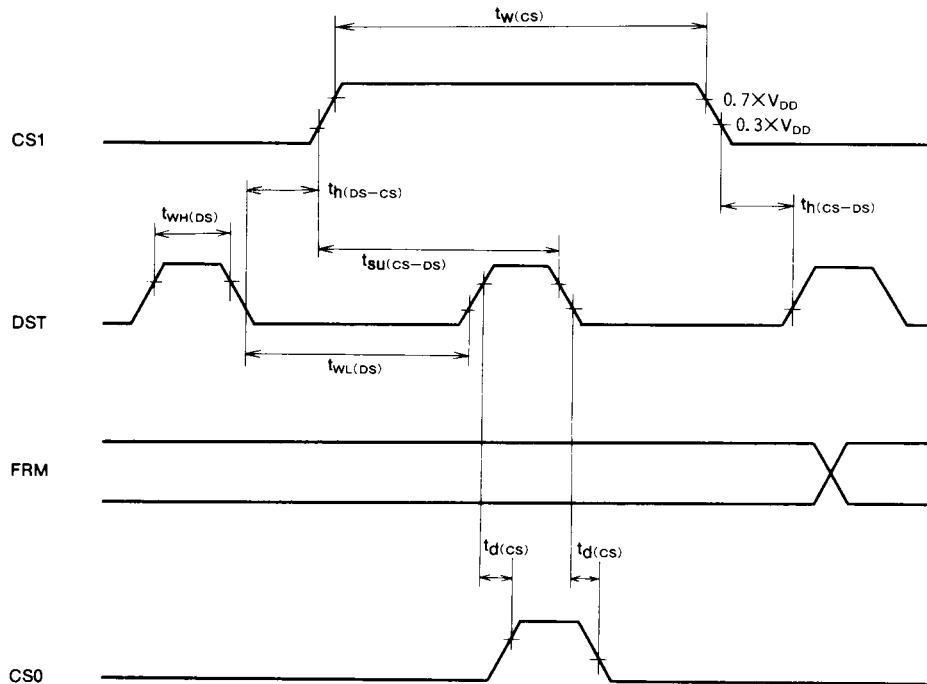 tW(CS)
0.7×VDD
0.3×VDD
CS1
th(DS−CS)
th(CS−DS)
tWH(DS)
tSU(CS−DS)
DST
tWL(DS)
FRM
td(CS)
td(CS)
CS0